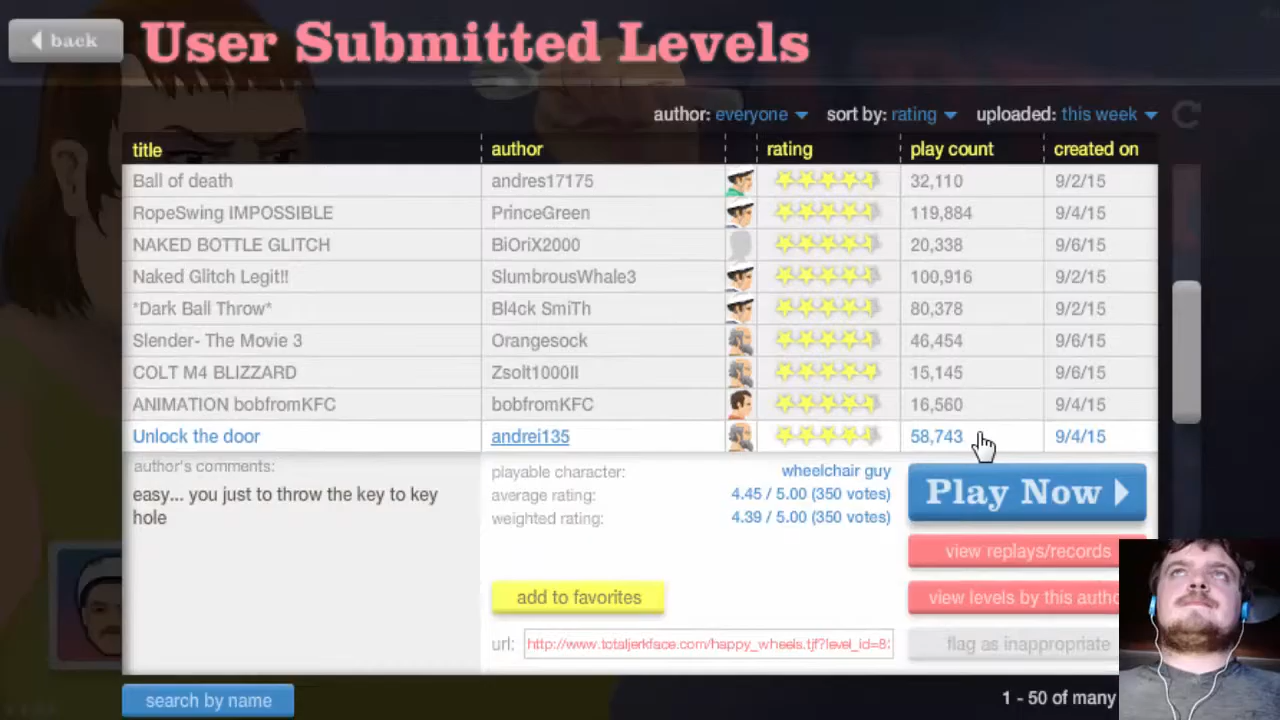 back
User Submitted Levels
author: everyone sort by: rating uploaded: this week
title author rating play count created on
Ball of death andres17175 32,110 9/2/15
RopeSwing IMPOSSIBLE PrinceGreen 119,884 9/4/15
NAKED BOTTLE GLITCH BiOriX2000 20,338 9/6/15
Naked Glitch Legit!! SlumbrousWhale3 100,916 9/2/15
*Dark Ball Throw* Bl4ck SmiTh 80,378 9/2/15
Slender- The Movie 3 Orangesock 46,454 9/4/15
COLT M4 BLIZZARD Zsolt1000II 15,145 9/6/15
ANIMATION bobfromKFC bobfromKFC 16,560 9/4/15
Unlock the door andrei135 58,743 9/4/15
author's comments:
easy... you just to throw the key to key
hole
playable character: wheelchair guy
average rating: 4.45 / 5.00 (350 votes)
weighted rating: 4.39 / 5.00 (350 votes)
Play Now
view replays/records
add to favorites
view levels by this autho
url: http://www.totaljerkface.com/happy_wheels.tjf?level_id=8
flag as inappropriate
search by name
1 - 50 of many